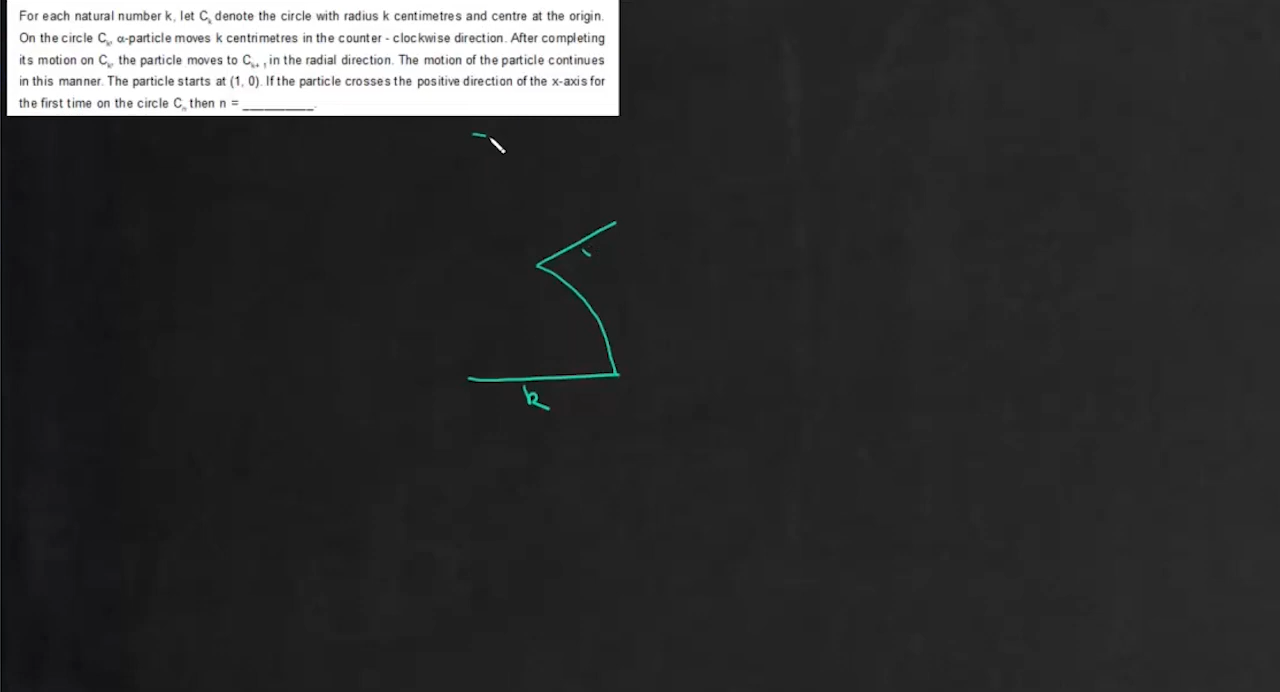 For each natural number k, let Cₖ denote the circle with radius k centimetres and centre at the origin.
On the circle Cₖ, α-particle moves k centrimetres in the counter - clockwise direction. After completing
its motion on Cₖ, the particle moves to Cₖ₊₁ in the radial direction. The motion of the particle continues
in this manner. The particle starts at (1, 0). If the particle crosses the positive direction of the x-axis for
the first time on the circle Cₙ then n = __________.
k